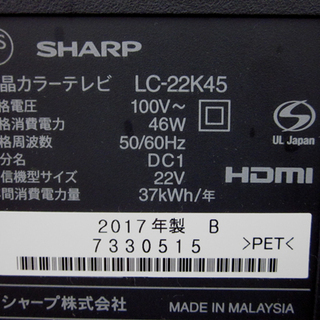 S
SHARP
晶カラーテレビ LC-22K45
格電圧 100V～
格消費電力 46W
格周波数 50/60Hz
分名 DC1
信機型サイズ 22V
間消費電力量 37kWh/年
UL Japan
HDMI
2017年製 B
7330515
>PET<
シャープ株式会社 MADE IN MALAYSIA